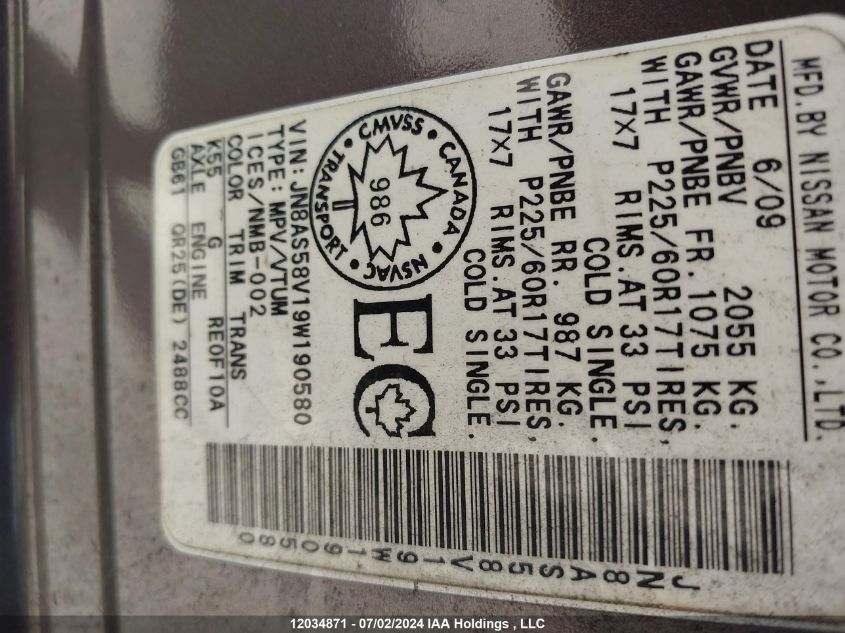 MFD.BY NISSAN MOTOR CO.,LTD.
DATE 6/09
GVWR/PNBV 2055 KG.
GAWR/PNBE FR. 1075 KG.
WITH P225/60R17TIRES,
17X7 RIMS.AT 33 PSI
COLD SINGLE.
GAWR/PNBE RR. 987 KG.
WITH P225/60R17TIRES.
17X7 RIMS.AT 33 PSI
COLD SINGLE.
CMVSS • CANADA • NSVAC • TRANSPORT •
986
EC
VIN: JN8AS58V19W190580
TYPE: MPV/VTUM
ICES/NMB-002
COLOR TRIM TRANS
K55 G RE0F10A
AXLE ENGINE
GB61 QR25(DE) 2488CC
JN8AS58V19W190580
12034871 - 07/02/2024 IAA Holdings , LLC